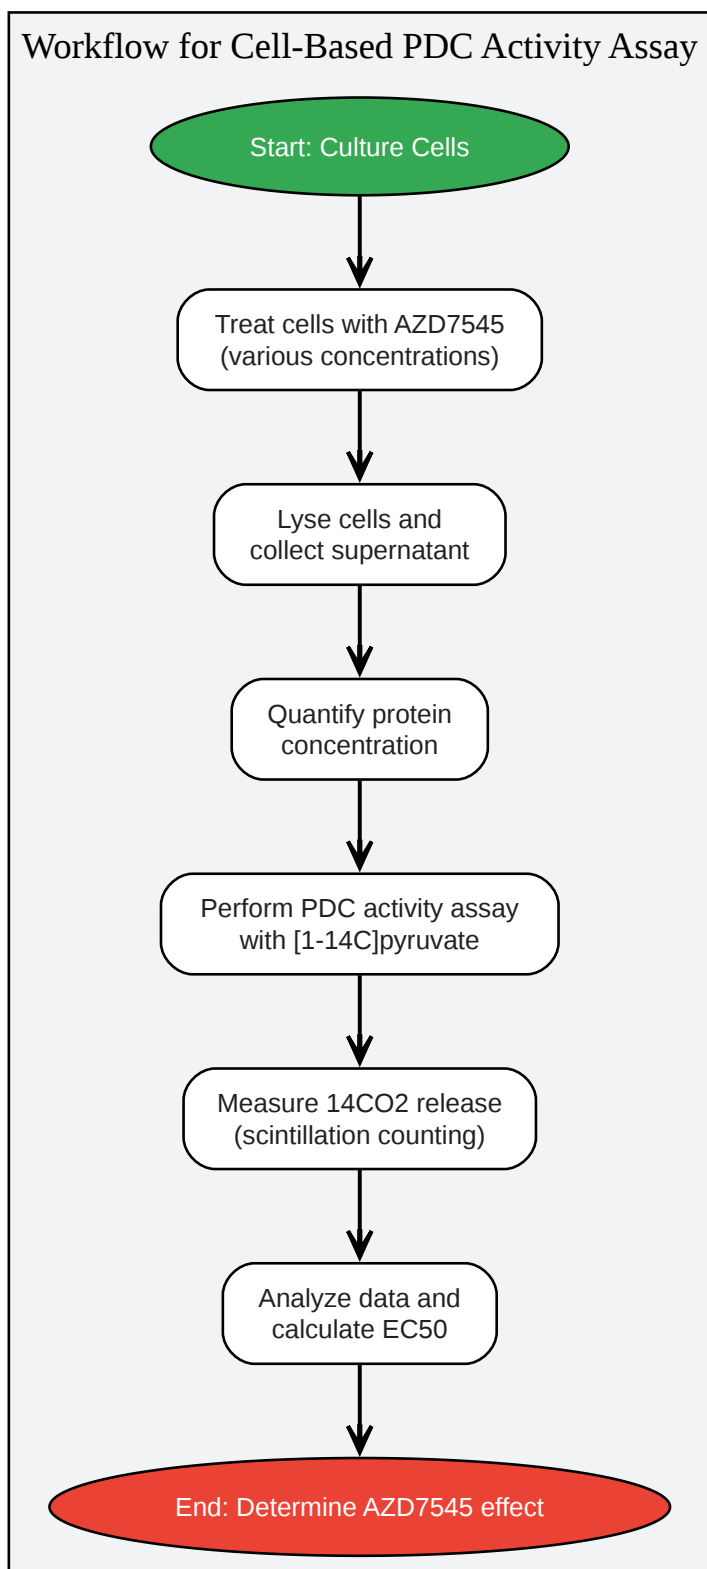 Workflow for Cell-Based PDC Activity Assay
Start: Culture Cells
Treat cells with AZD7545
(various concentrations)
Lyse cells and
collect supernatant
Quantify protein
concentration
Perform PDC activity assay
with [1-14C]pyruvate
Measure 14CO2 release
(scintillation counting)
Analyze data and
calculate EC50
End: Determine AZD7545 effect